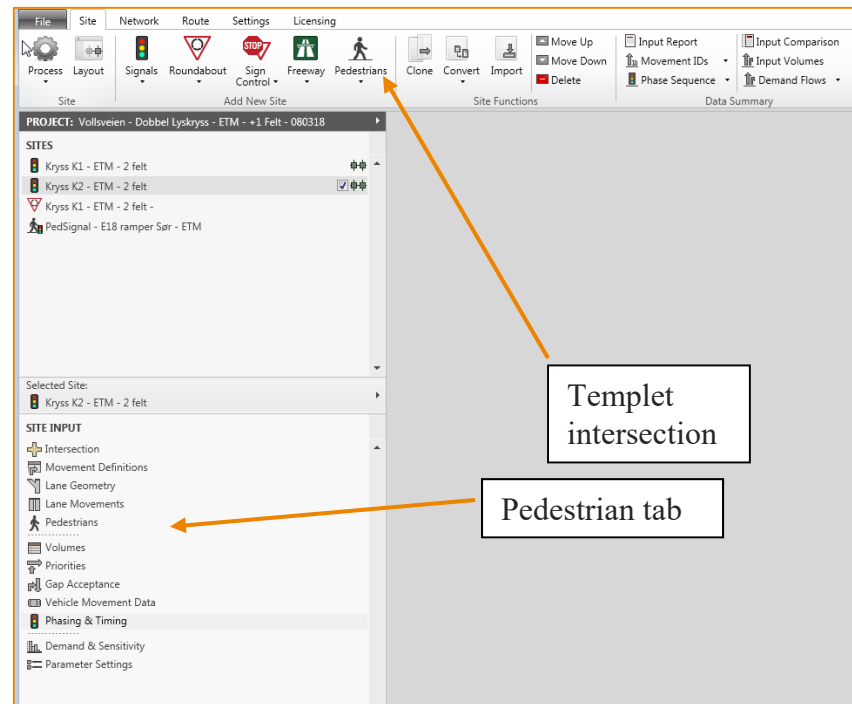 File Site Network Route Settings Licensing
Process Layout Signals Roundabout Sign Control Freeway Pedestrians Clone Convert Import
Move Up
Move Down
Delete
Input Report
Movement IDs
Phase Sequence
Input Comparison
Input Volumes
Demand Flows
Site Add New Site Site Functions Data Summary
PROJECT: Vollsveien - Dobbel Lyskryss - ETM - +1 Felt - 080318
SITES
Kryss K1 - ETM - 2 felt
Kryss K2 - ETM - 2 felt
Kryss K1 - ETM - 2 felt -
PedSignal - E18 ramper Sør - ETM
Selected Site:
Kryss K2 - ETM - 2 felt
SITE INPUT
Intersection
Movement Definitions
Lane Geometry
Lane Movements
Pedestrians
Volumes
Priorities
Gap Acceptance
Vehicle Movement Data
Phasing & Timing
Demand & Sensitivity
Parameter Settings
Templet
intersection
Pedestrian tab
STOP